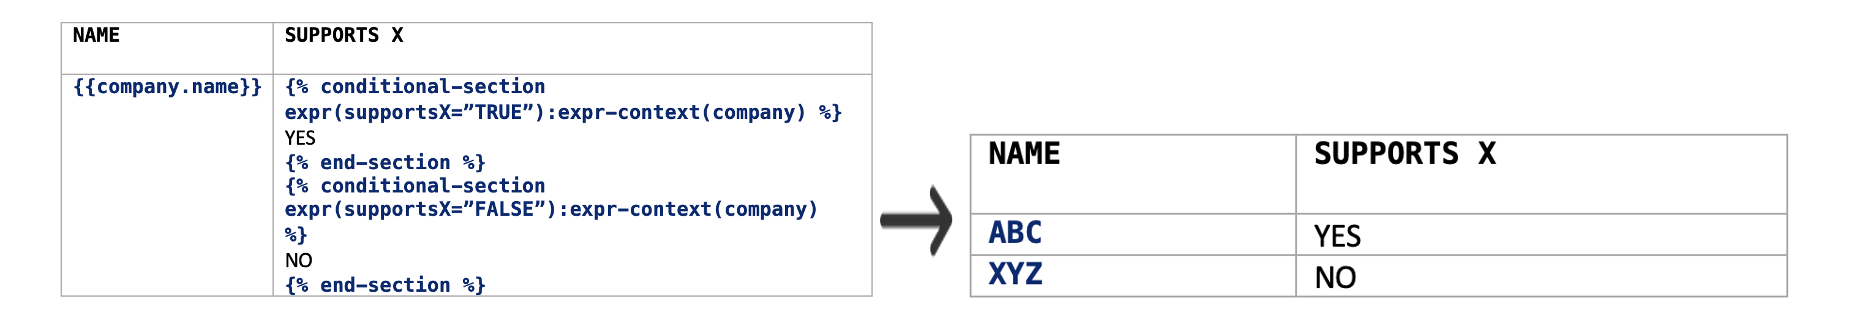 NAME
SUPPORTS X
{{company.name}}
{% conditional-section
expr(supportsX=”TRUE”):expr-context(company) %}
YES
{% end-section %}
{% conditional-section
expr(supportsX=”FALSE”):expr-context(company)
%}
NO
{% end-section %}
NAME
SUPPORTS X
ABC
YES
XYZ
NO